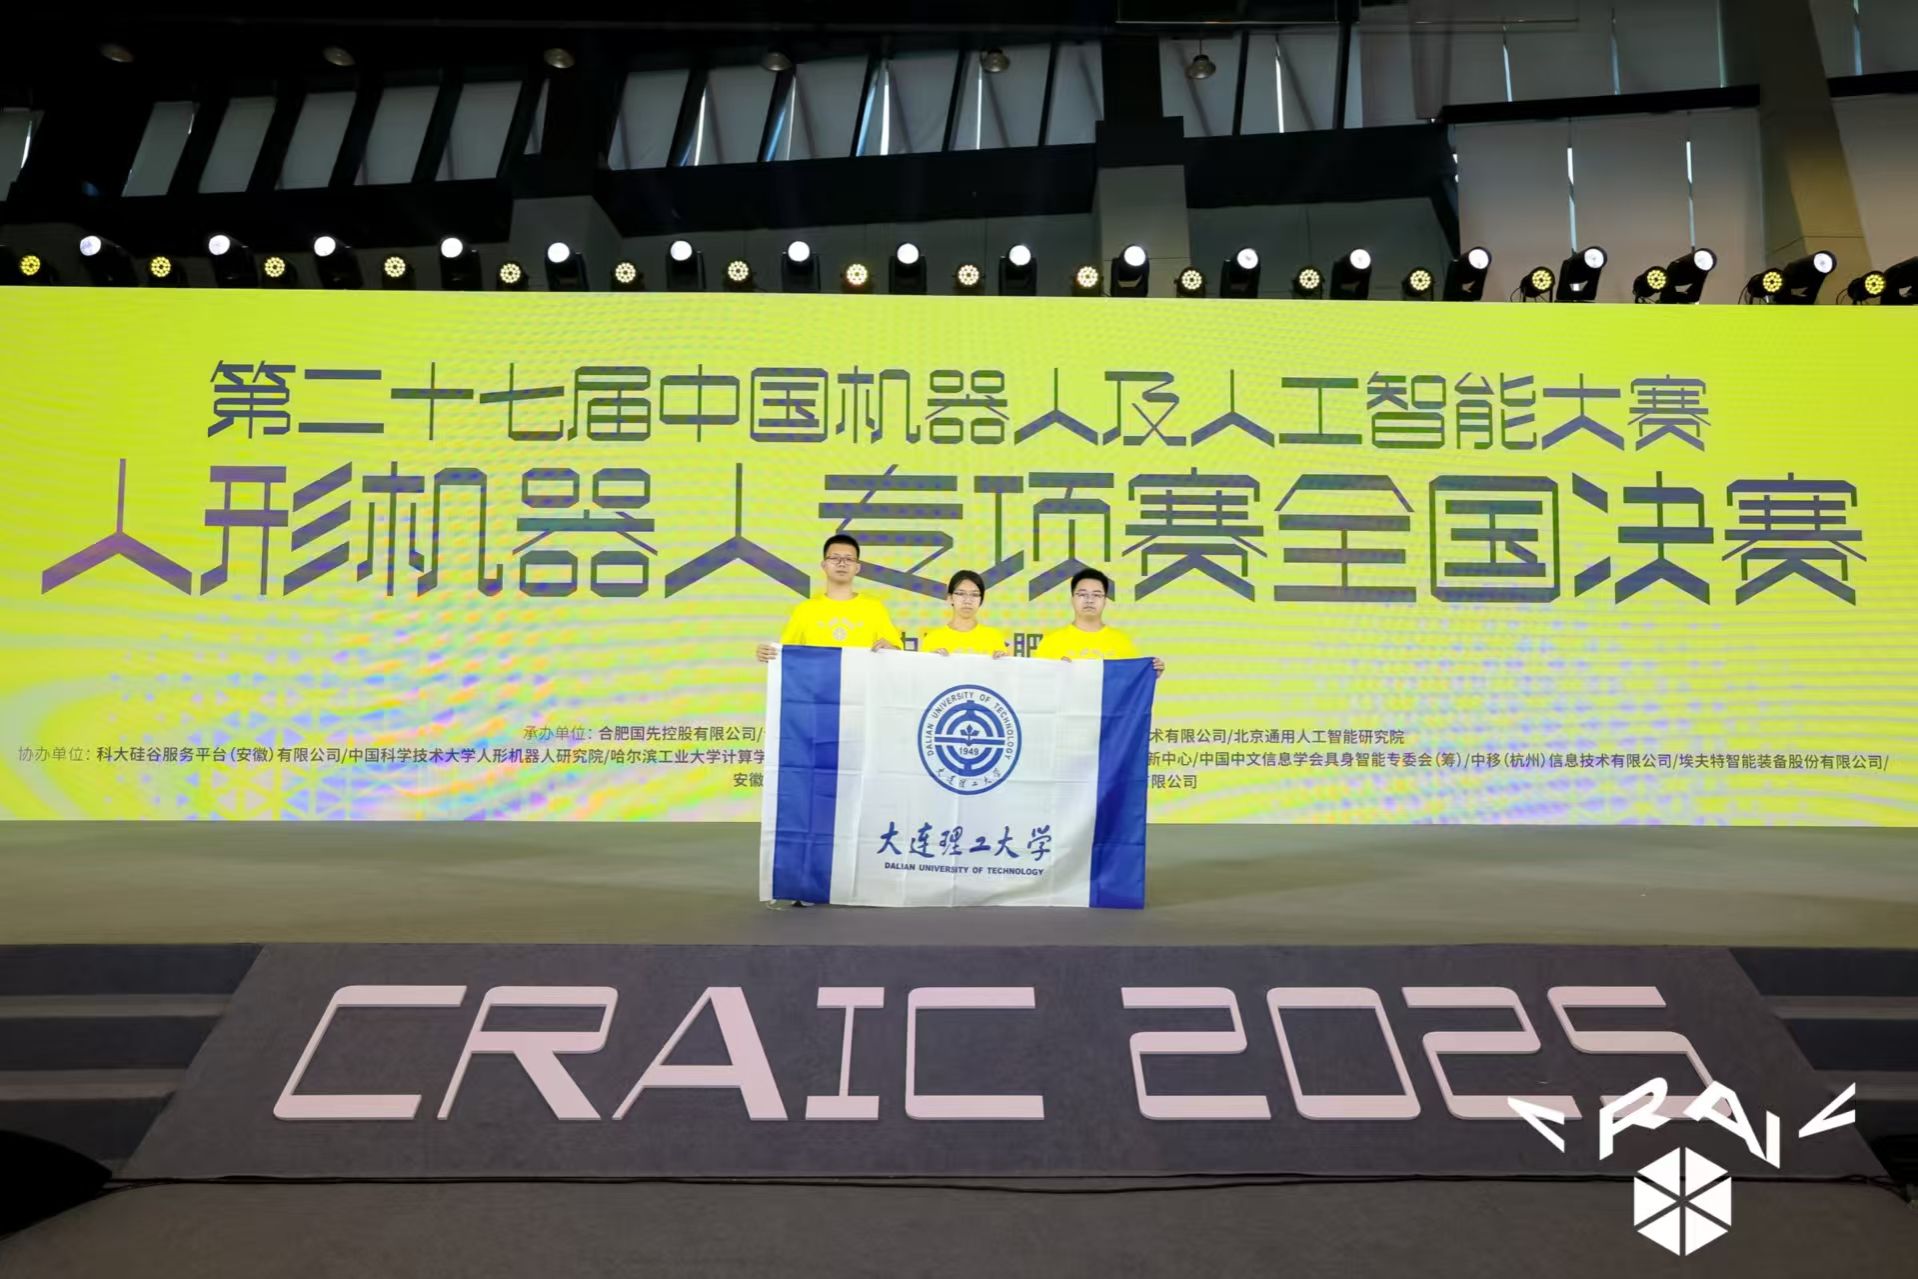 第二十七届中国机器人及人工智能大赛
人形机器人专项赛全国决赛
承办单位：合肥国先控股有限公司/
技术有限公司/北京通用人工智能研究院
协办单位：科大硅谷服务平台（安徽）有限公司/中国科学技术大学人形机器人研究院/哈尔滨工业大学计算学
新中心/中国中文信息学会具身智能专委会（筹）/中移（杭州）信息技术有限公司/埃夫特智能装备股份有限公司/
安徽
有限公司
DALIAN UNIVERSITY OF TECHNOLOGY
1949
大连理工大学
大连理工大学
DALIAN UNIVERSITY OF TECHNOLOGY
CRAIC 2025
CRAIC